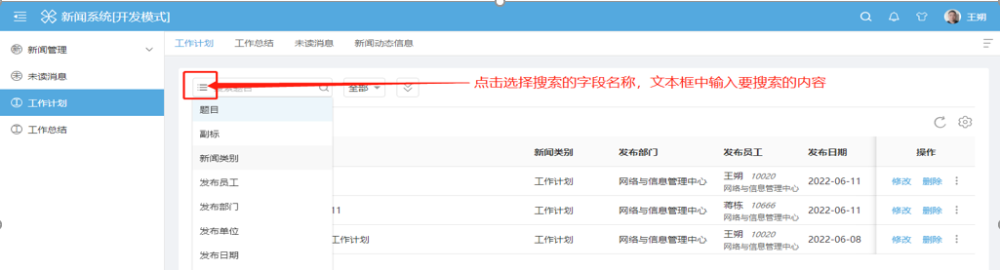 新闻系统[开发模式]
王朔
新闻管理
未读消息
工作计划
工作总结
工作计划 工作总结 未读消息 新闻动态信息
全部
点击选择搜索的字段名称，文本框中输入要搜索的内容
题目
副标
新闻类别
发布员工
发布部门
发布单位
发布日期
新闻类别 发布部门 发布员工 发布日期 操作
工作计划 网络与信息管理中心 王朔 10020 2022-06-11 修改 删除
网络与信息管理中心
11 工作计划 网络与信息管理中心 蒋栋 10666 2022-06-11 修改 删除
网络与信息管理中心
工作计划 工作计划 网络与信息管理中心 王朔 10020 2022-06-08 修改 删除
网络与信息管理中心